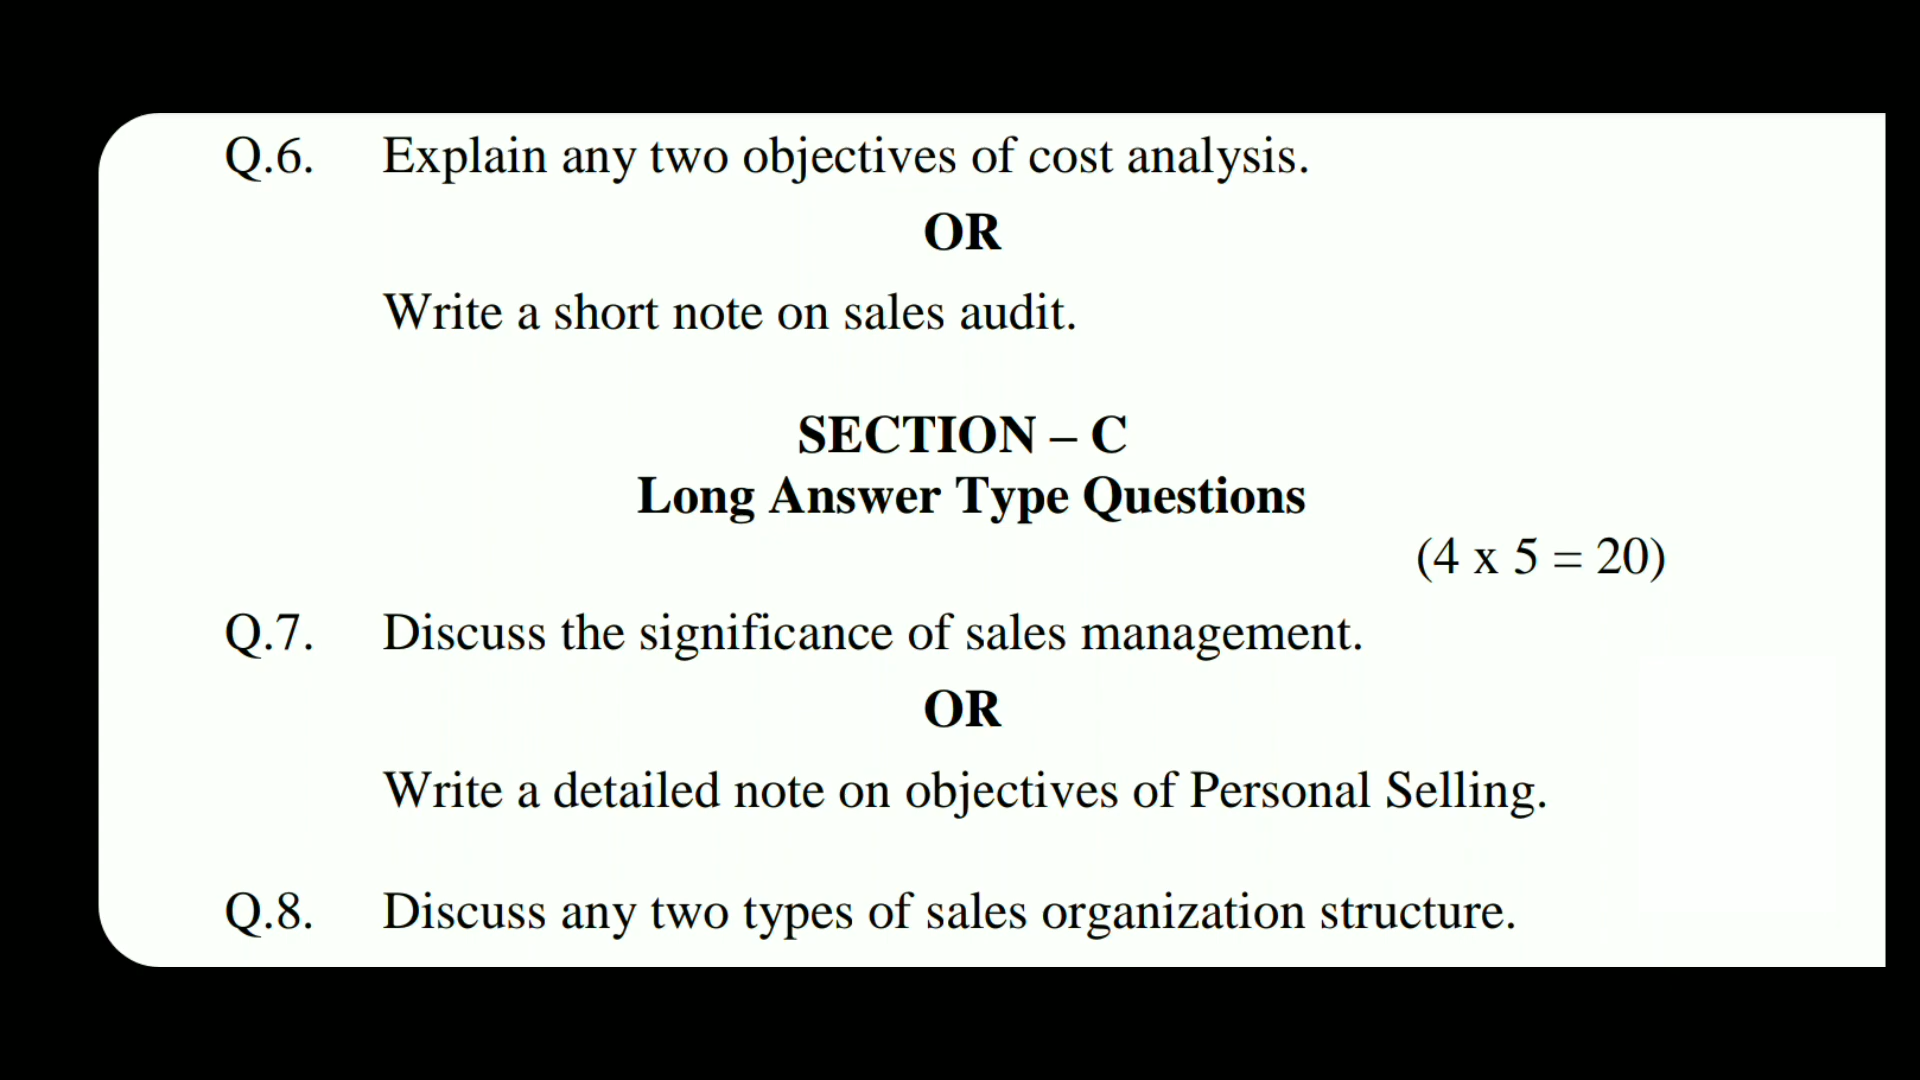 Q.6. Explain any two objectives of cost analysis.
OR
Write a short note on sales audit.
SECTION – C
Long Answer Type Questions
(4 x 5 = 20)
Q.7. Discuss the significance of sales management.
OR
Write a detailed note on objectives of Personal Selling.
Q.8. Discuss any two types of sales organization structure.